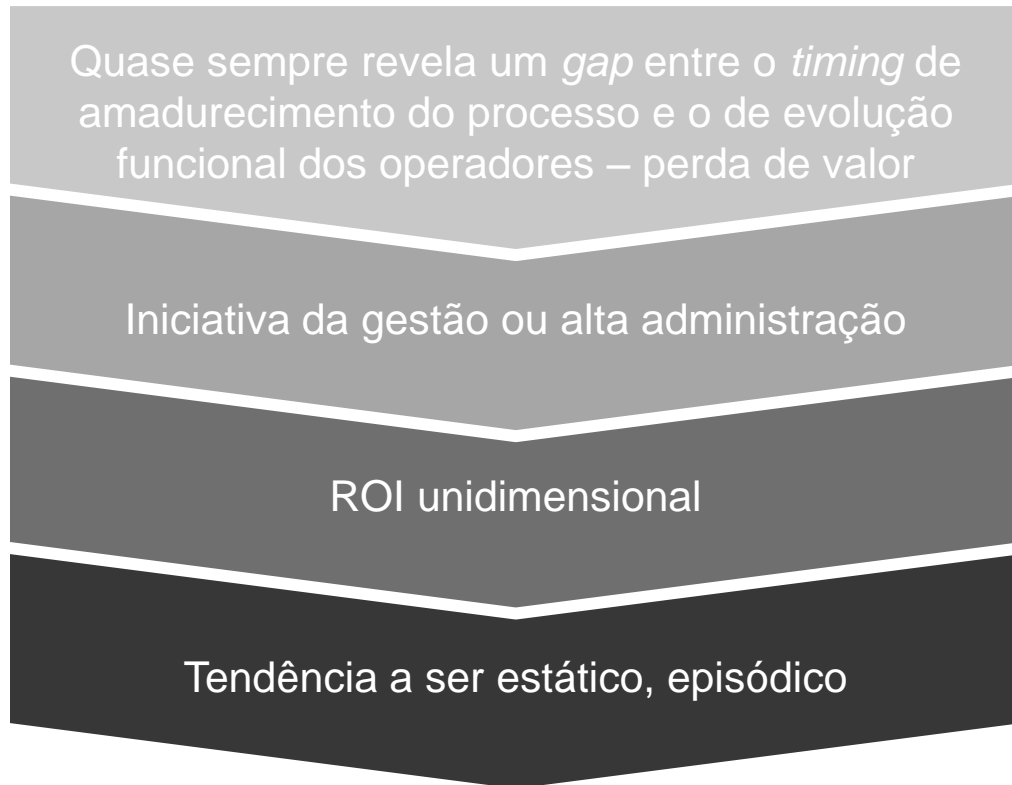 Quase sempre revela um gap entre o timing de
amadurecimento do processo e o de evolução
funcional dos operadores – perda de valor
Iniciativa da gestão ou alta administração
ROI unidimensional
Tendência a ser estático, episódico